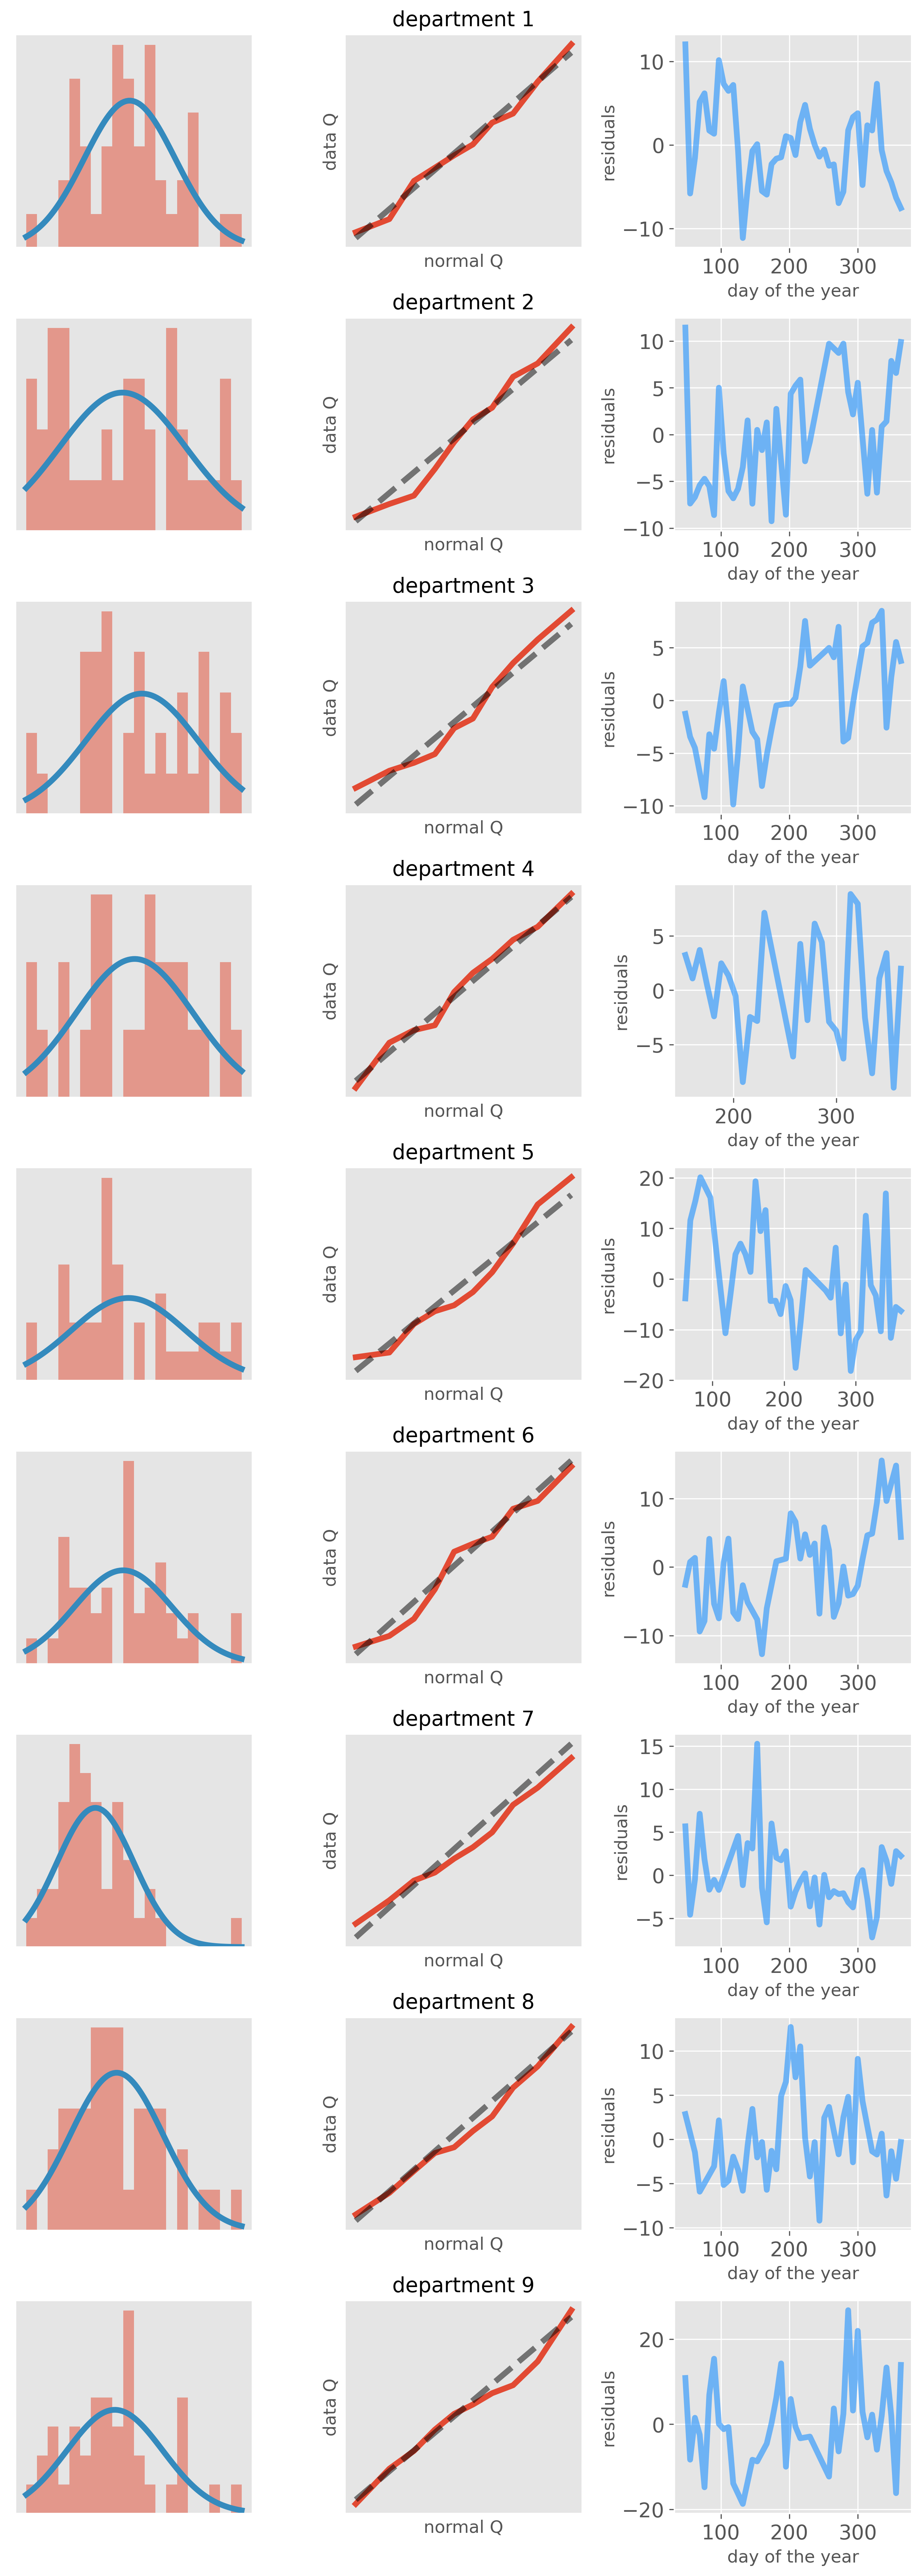 department 1
data Q
normal Q
residuals
10
0
−10
100 200 300
day of the year
department 2
data Q
normal Q
residuals
10
5
0
−5
−10
100 200 300
day of the year
department 3
data Q
normal Q
residuals
5
0
−5
−10
100 200 300
day of the year
department 4
data Q
normal Q
residuals
5
0
−5
200 300
day of the year
department 5
data Q
normal Q
residuals
20
10
0
−10
−20
100 200 300
day of the year
department 6
data Q
normal Q
residuals
10
0
−10
100 200 300
day of the year
department 7
data Q
normal Q
residuals
15
10
5
0
−5
100 200 300
day of the year
department 8
data Q
normal Q
residuals
10
5
0
−5
−10
100 200 300
day of the year
department 9
data Q
normal Q
residuals
20
0
−20
100 200 300
day of the year